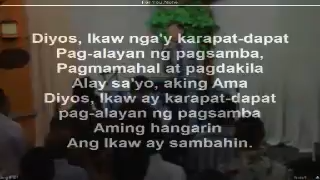 Diyos, Ikaw nga'y karapat-dapat
Pag-alayan ng pagsamba,
Pagmamahal at pagdakila
Alay sa'yo, aking Ama
Diyos, Ikaw ay karapat-dapat
pag-alayan ng pagsamba
Aming hangarin
Ang Ikaw ay sambahin.